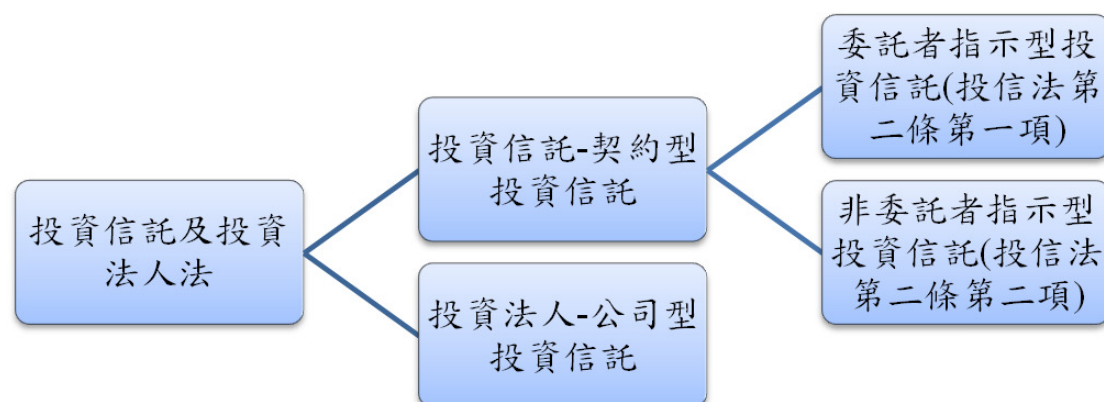 投資信託及投資
法人法
投資信託-契約型
投資信託
投資法人-公司型
投資信託
委託者指示型投
資信託(投信法第
二條第一項)
非委託者指示型
投資信託(投信法
第二條第二項)